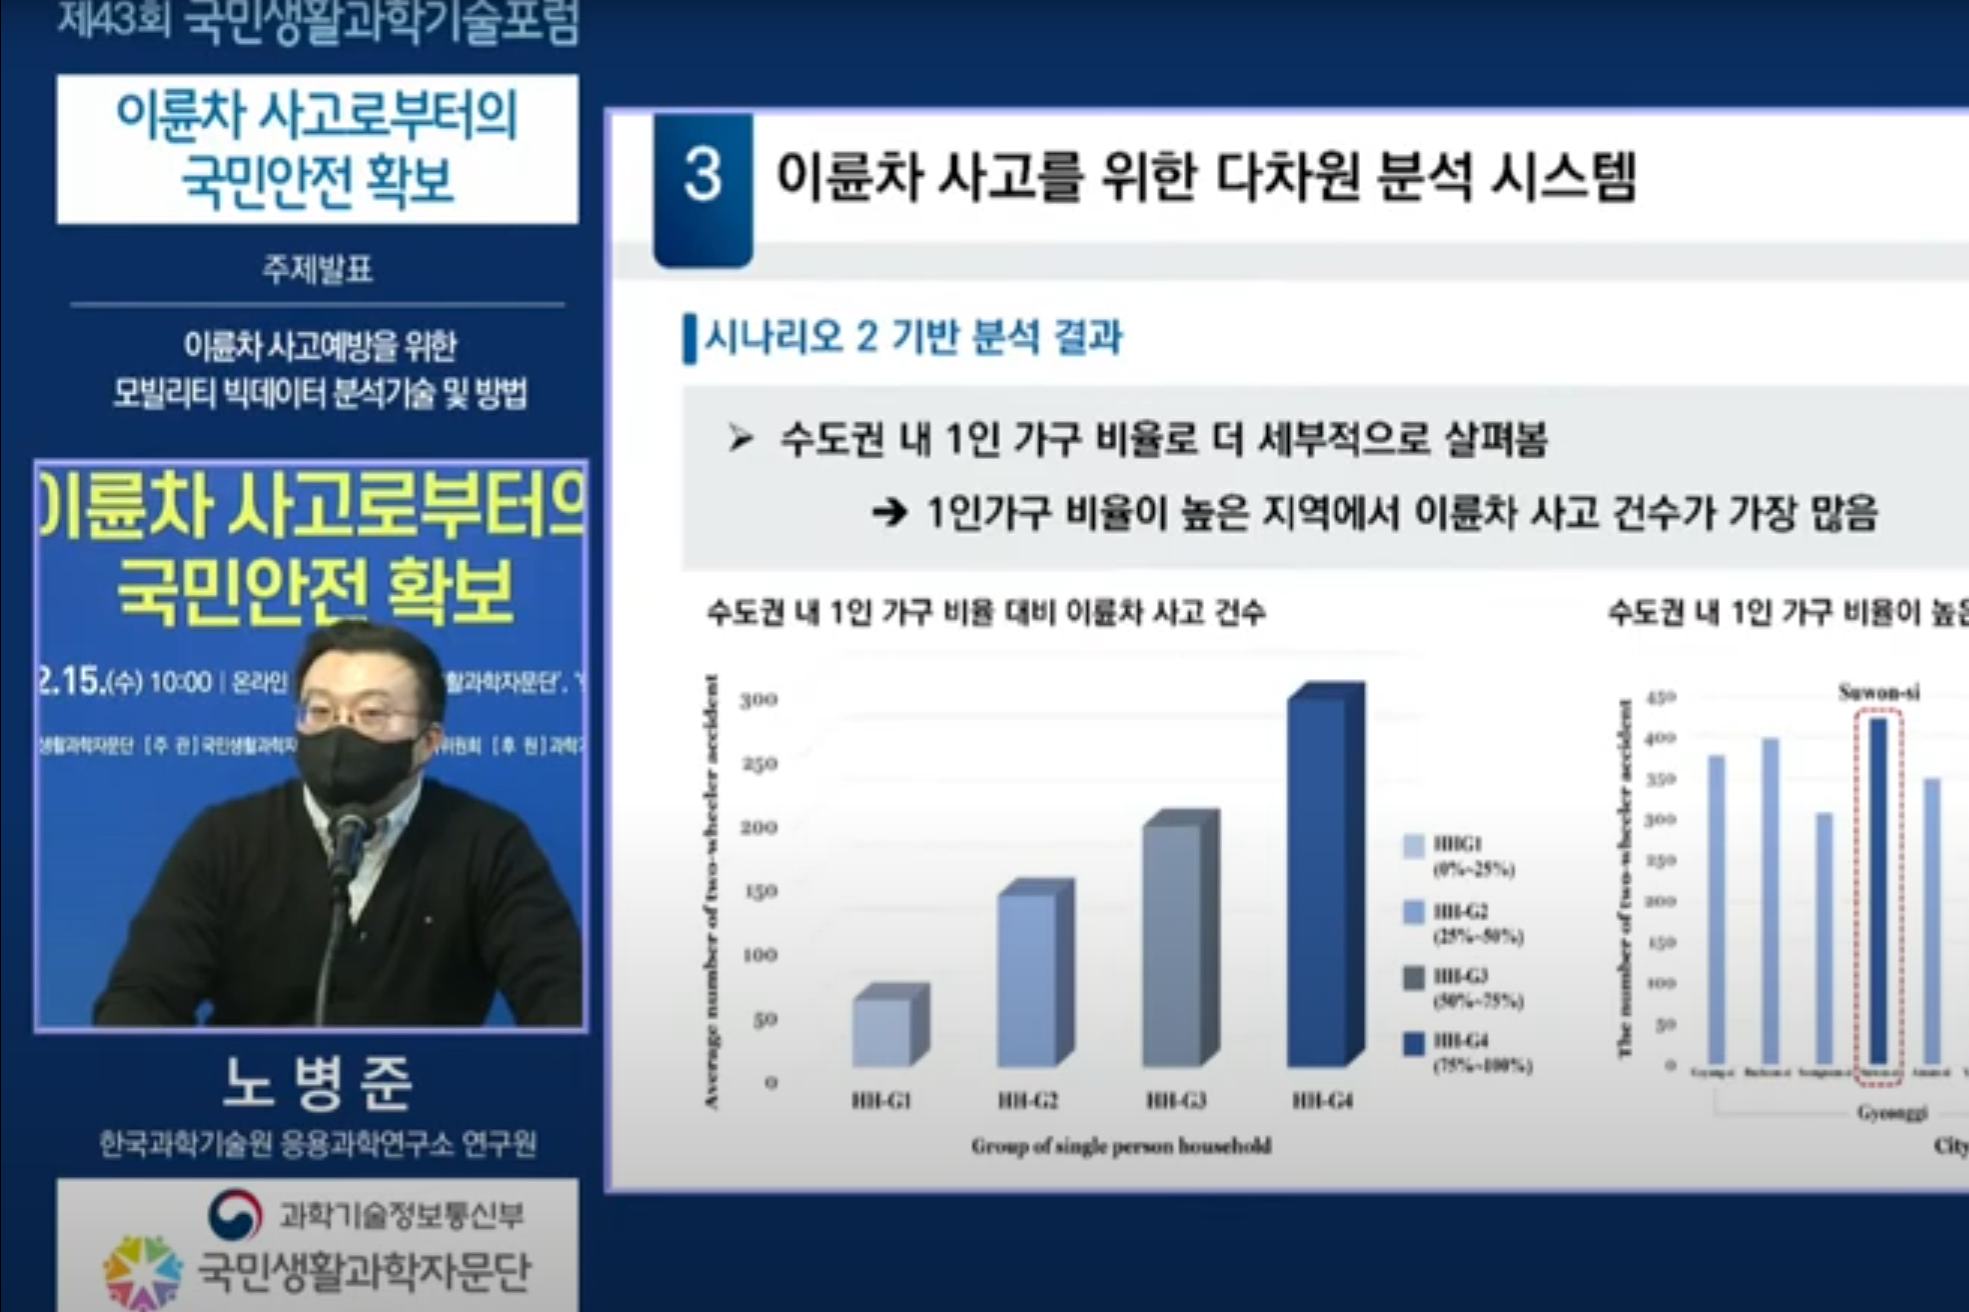 제43회 국민생활과학기술포럼
이륜차 사고로부터의
국민안전 확보
주제발표
이륜차 사고예방을 위한
모빌리티 빅데이터 분석기술 및 방법
이륜차 사고로부터의
국민안전 확보
2.15.(수) 10:00 | 온라인
활과학자문단'.
생활과학자문단 [주 관] 국민생활과학자
위원회 [후 원] 과학기
노병준
한국과학기술원 응용과학연구소 연구원
과학기술정보통신부
국민생활과학자문단
3
이륜차 사고를 위한 다차원 분석 시스템
시나리오 2 기반 분석 결과
➤ 수도권 내 1인 가구 비율로 더 세부적으로 살펴봄
➔ 1인가구 비율이 높은 지역에서 이륜차 사고 건수가 가장 많음
수도권 내 1인 가구 비율 대비 이륜차 사고 건수
Average number of two-wheeler accident
300
250
200
150
100
50
0
HH-G1 HH-G2 HH-G3 HH-G4
Group of single person household
HHG1
(0%~25%)
HH-G2
(25%~50%)
HH-G3
(50%~75%)
HH-G4
(75%~100%)
수도권 내 1인 가구 비율이 높은
The number of two-wheeler accident
450
400
350
300
250
200
150
100
50
0
Suwon-si
Gyeonggi
City